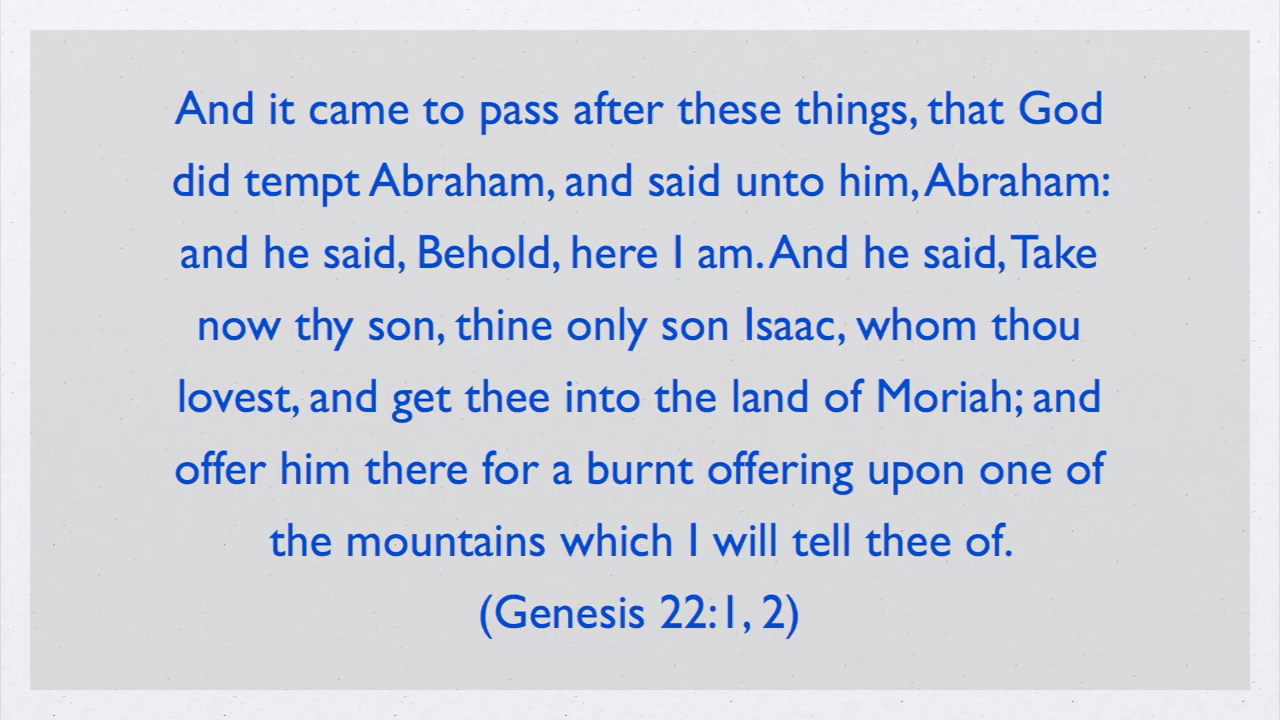 And it came to pass after these things, that God
did tempt Abraham, and said unto him, Abraham:
and he said, Behold, here I am. And he said, Take
now thy son, thine only son Isaac, whom thou
lovest, and get thee into the land of Moriah; and
offer him there for a burnt offering upon one of
the mountains which I will tell thee of.
(Genesis 22:1, 2)